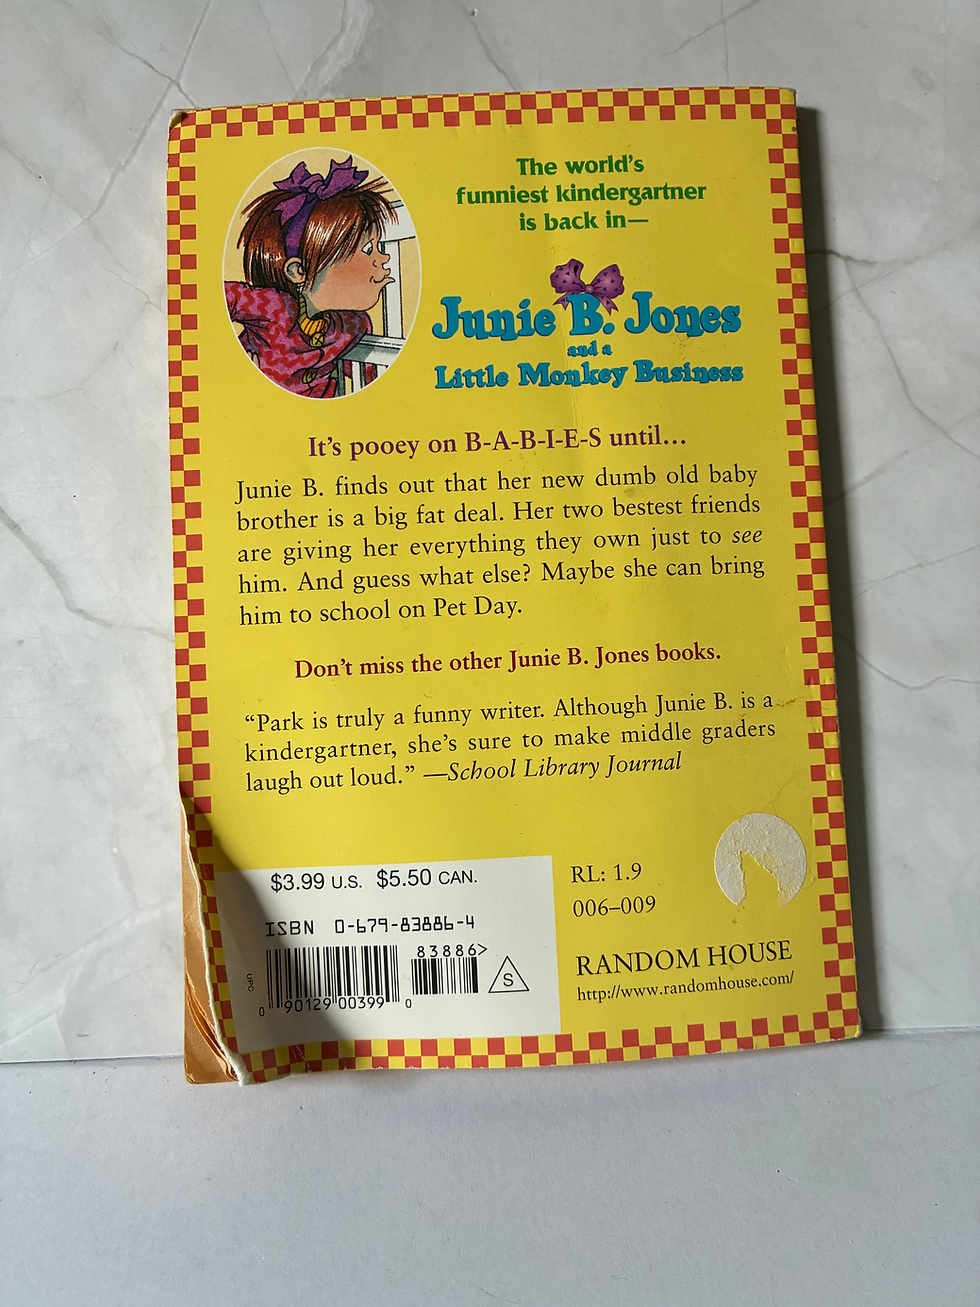 The world's
funniest kindergartner
is back in—
Junie B. Jones
and a
Little Monkey Business
It's pooey on B-A-B-I-E-S until...
Junie B. finds out that her new dumb old baby
brother is a big fat deal. Her two bestest friends
are giving her everything they own just to see
him. And guess what else? Maybe she can bring
him to school on Pet Day.
Don't miss the other Junie B. Jones books.
“Park is truly a funny writer. Although Junie B. is a
kindergartner, she's sure to make middle graders
laugh out loud.” —School Library Journal
$3.99 U.S. $5.50 CAN.
ISBN 0-679-83886-4
83886>
S
UPC
0 90129 00399 0
RL: 1.9
006–009
RANDOM HOUSE
http://www.randomhouse.com/